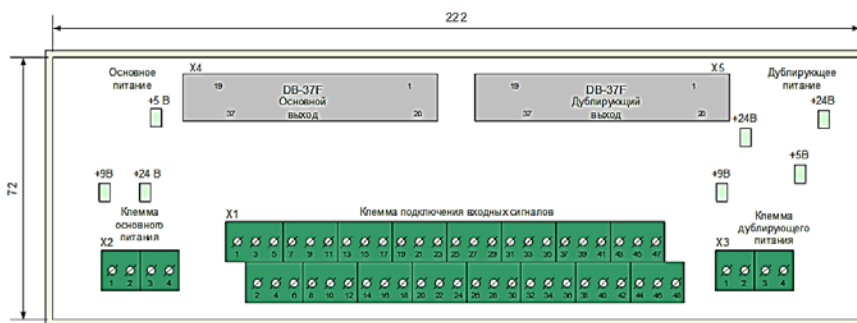 222
72
Основное
питание
+5 В
X4
19
1
DB-37F
Основной
выход
37
20
X5
19
1
DB-37F
Дублирующий
выход
37
20
Дублирующее
питание
+24В
+24В
+5В
+9В
+9В
+24 В
Клемма
основного
питания
X2
1 2 3 4
X1
Клемма подключения входных сигналов
1 3 5 7 9 11 13 15 17 19 21 23 25 27 29 31 33 35 37 39 41 43 45 47
2 4 6 8 10 12 14 16 18 20 22 24 26 28 30 32 34 36 38 40 42 44 46 48
Клемма
дублирующего
питания
X3
1 2 3 4